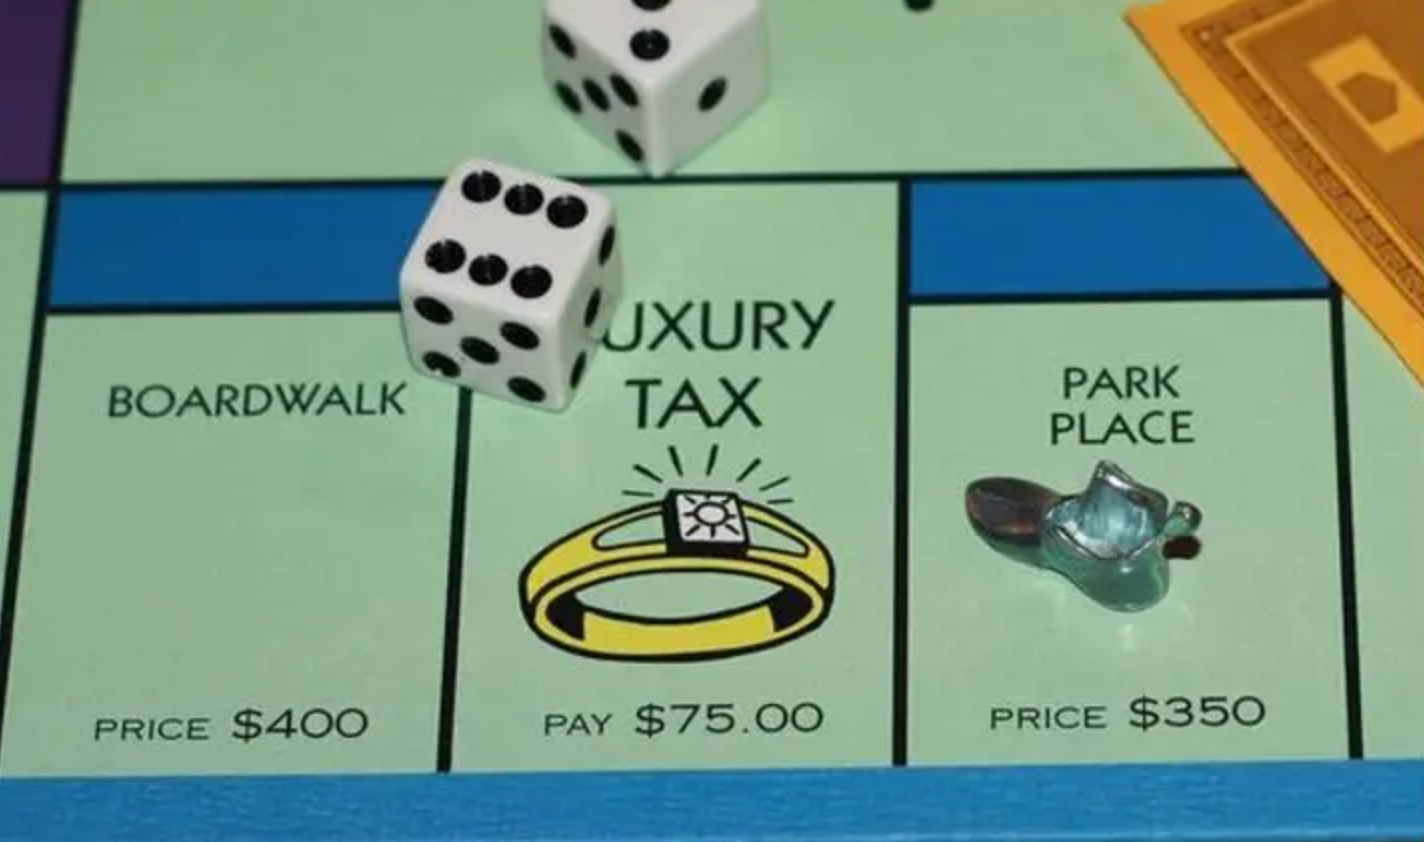 BOARDWALK
PRICE $400
UXURY
TAX
PAY $75.00
PARK
PLACE
PRICE $350